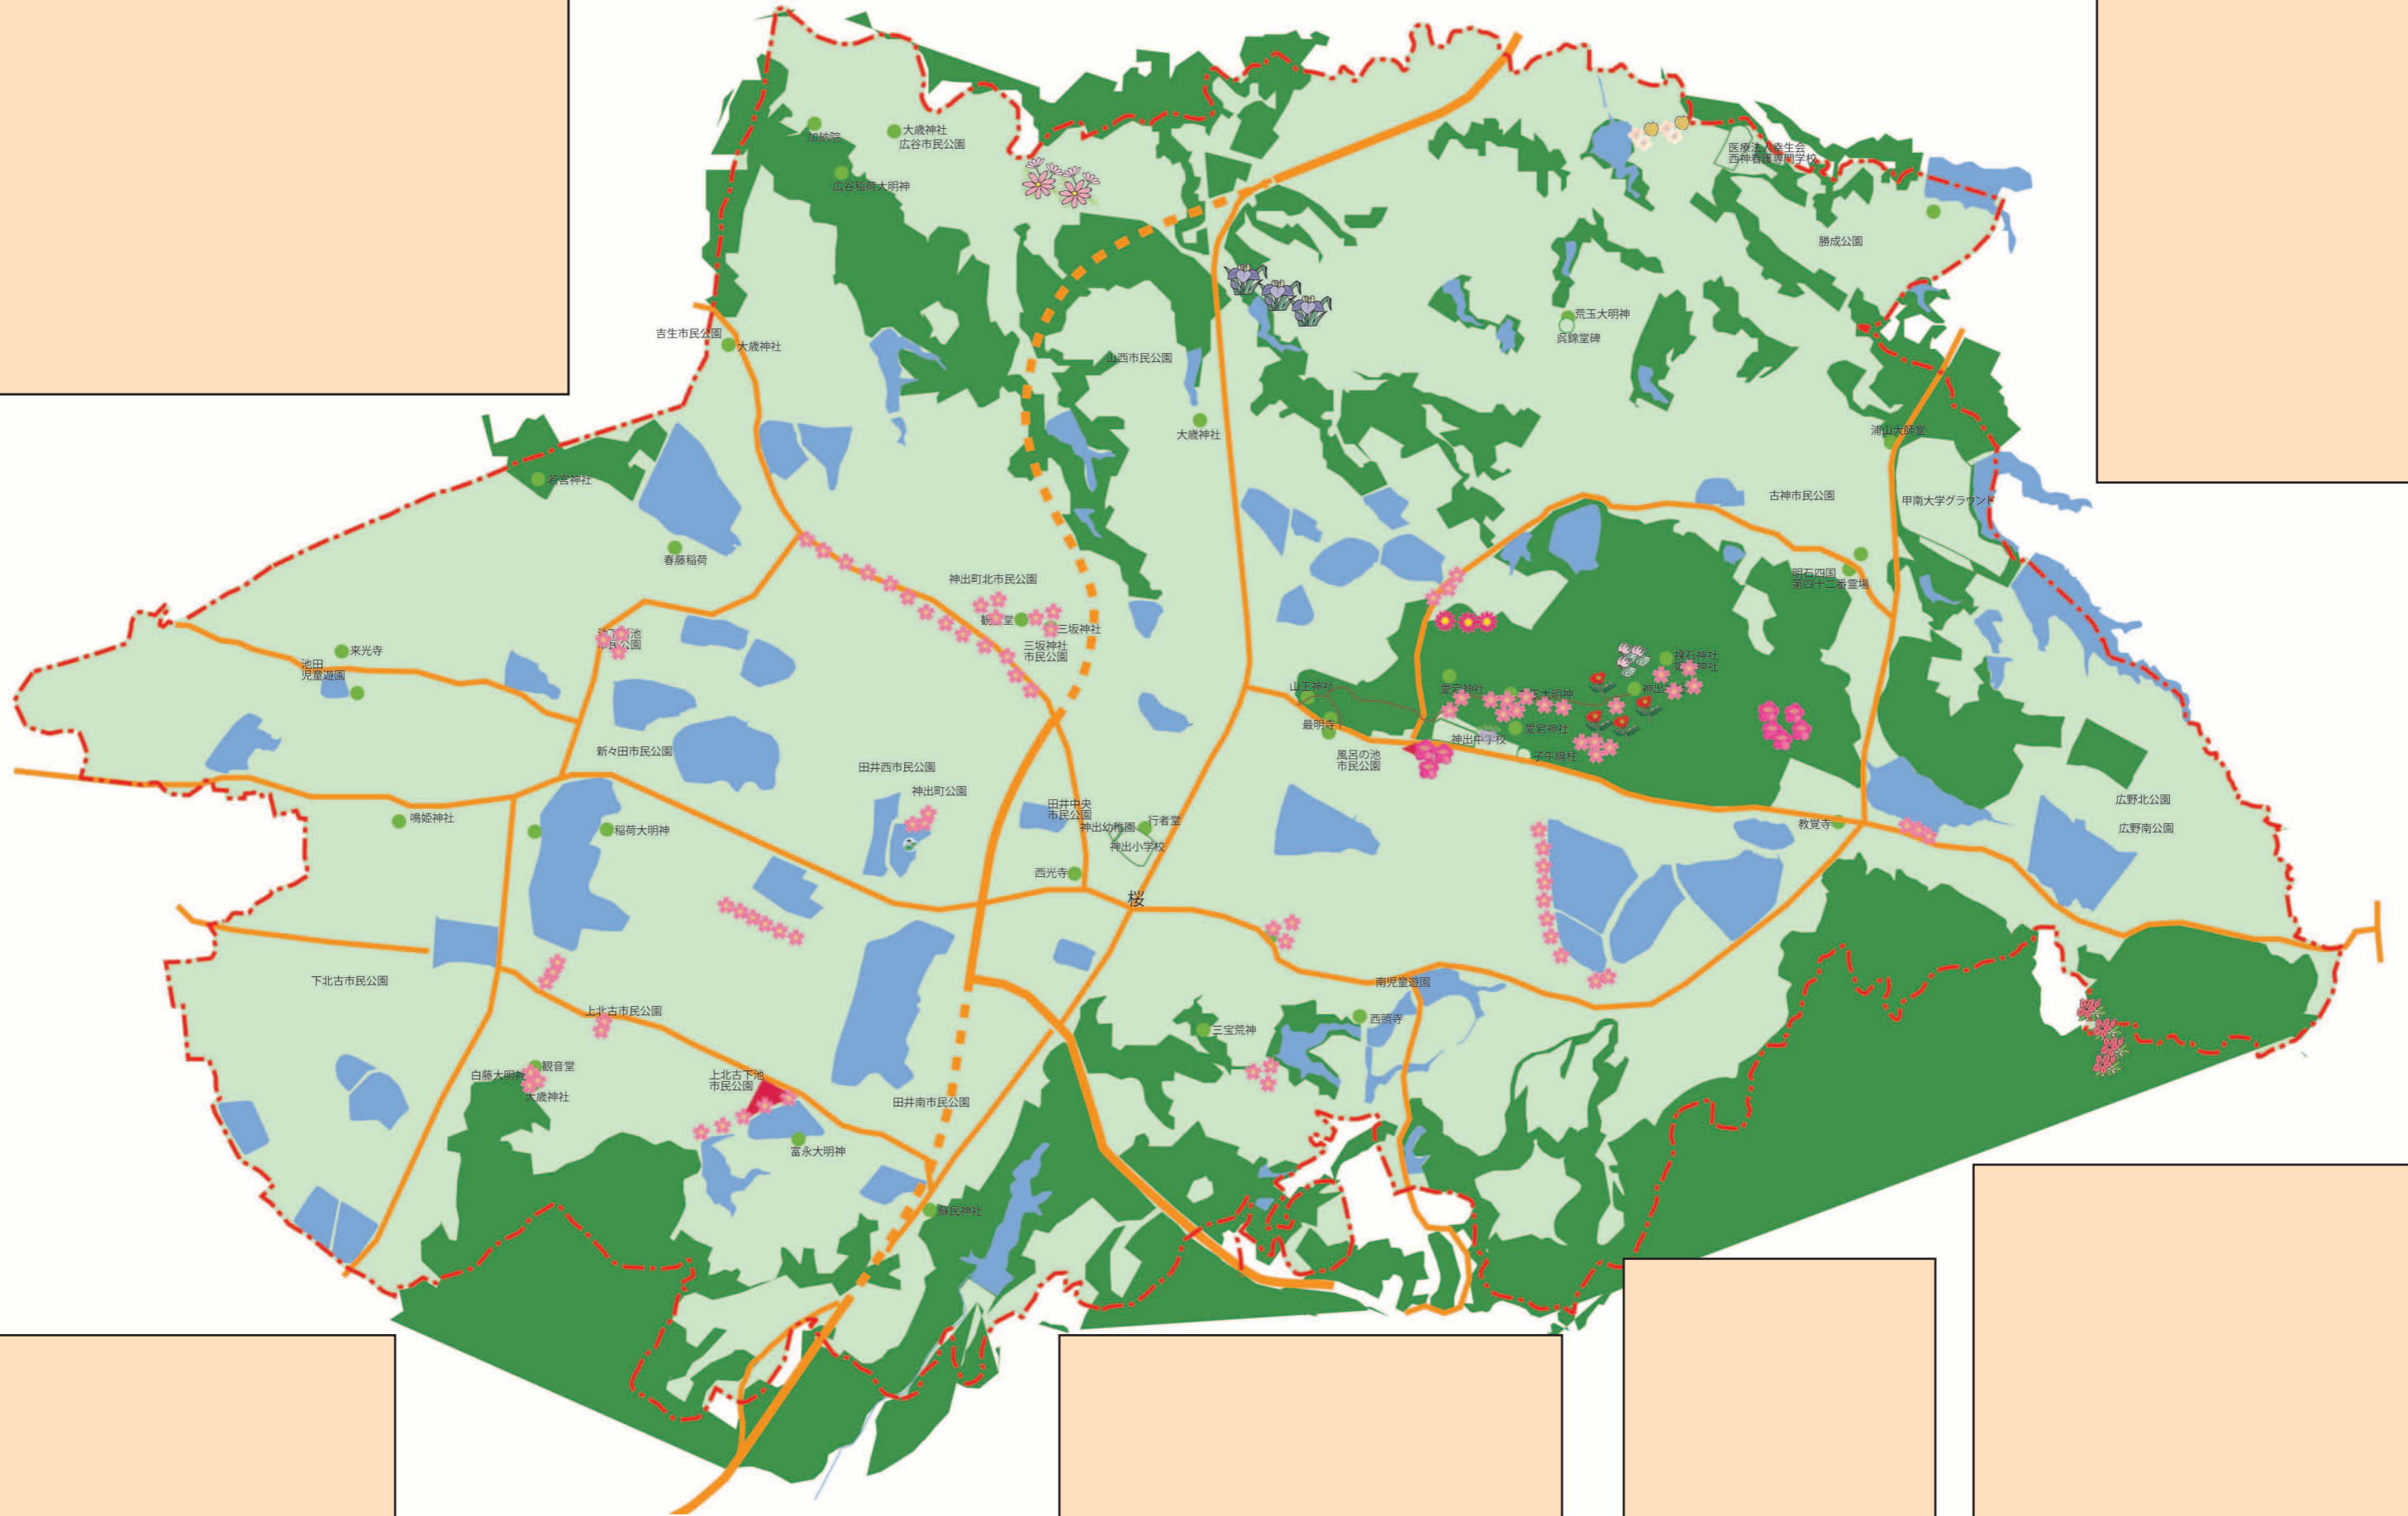 加納院
大歳神社
広谷市民公園
広谷稲荷大明神
医療法人幸生会
西神看護専門学校
勝成公園
吉生市民公園
大歳神社
荒玉大明神
呉錦堂碑
山西市民公園
大歳神社
浦山大師堂
若宮神社
古神市民公園
甲南大学グラウンド
春藤稲荷
神出町北市民公園
明石四国
第四十二番霊場
観音堂
三坂神社
三坂神社
市民公園
来光寺
池田
児童遊園
山王神社
最明寺
愛宕神社
神出中学校
子午線柱
風呂の池
市民公園
新々田市民公園
田井西市民公園
神出町公園
田井中央
市民公園
神出幼稚園
行者堂
神出小学校
鳴姫神社
稲荷大明神
教覚寺
広野北公園
広野南公園
西光寺
桜
下北古市民公園
南児童遊園
上北古市民公園
三宝荒神
西照寺
観音堂
白藤大明神
大歳神社
上北古下池
市民公園
田井南市民公園
富永大明神
蘇民神社